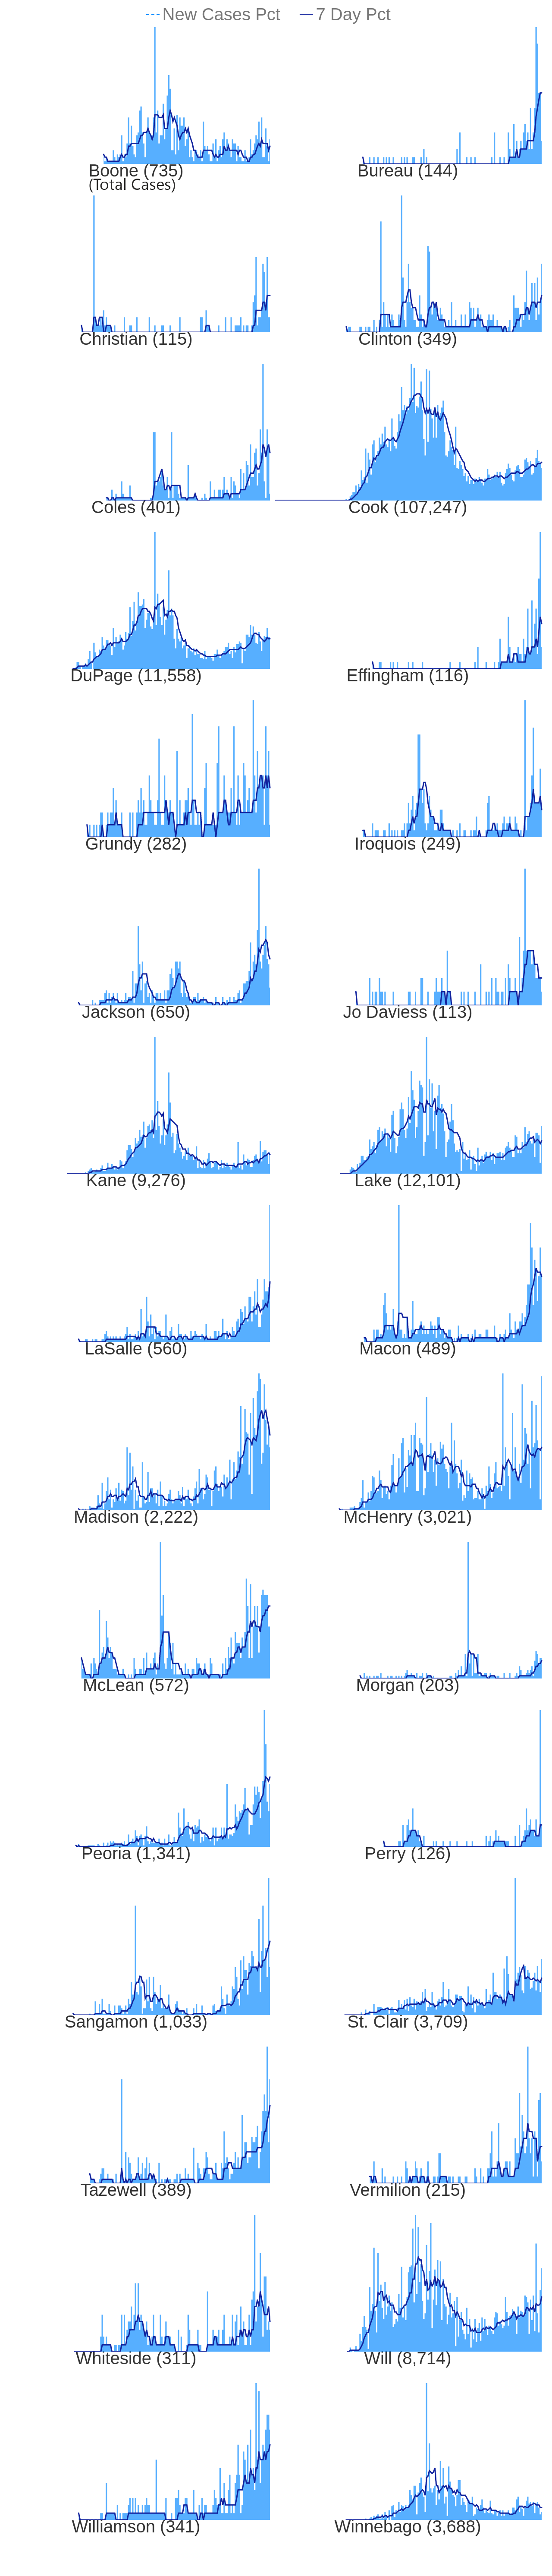 New Cases Pct 7 Day Pct
Boone (735) Bureau (144)
(Total Cases)
Christian (115) Clinton (349)
Coles (401) Cook (107,247)
DuPage (11,558) Effingham (116)
Grundy (282) Iroquois (249)
Jackson (650) Jo Daviess (113)
Kane (9,276) Lake (12,101)
LaSalle (560) Macon (489)
Madison (2,222) McHenry (3,021)
McLean (572) Morgan (203)
Peoria (1,341) Perry (126)
Sangamon (1,033) St. Clair (3,709)
Tazewell (389) Vermilion (215)
Whiteside (311) Will (8,714)
Williamson (341) Winnebago (3,688)